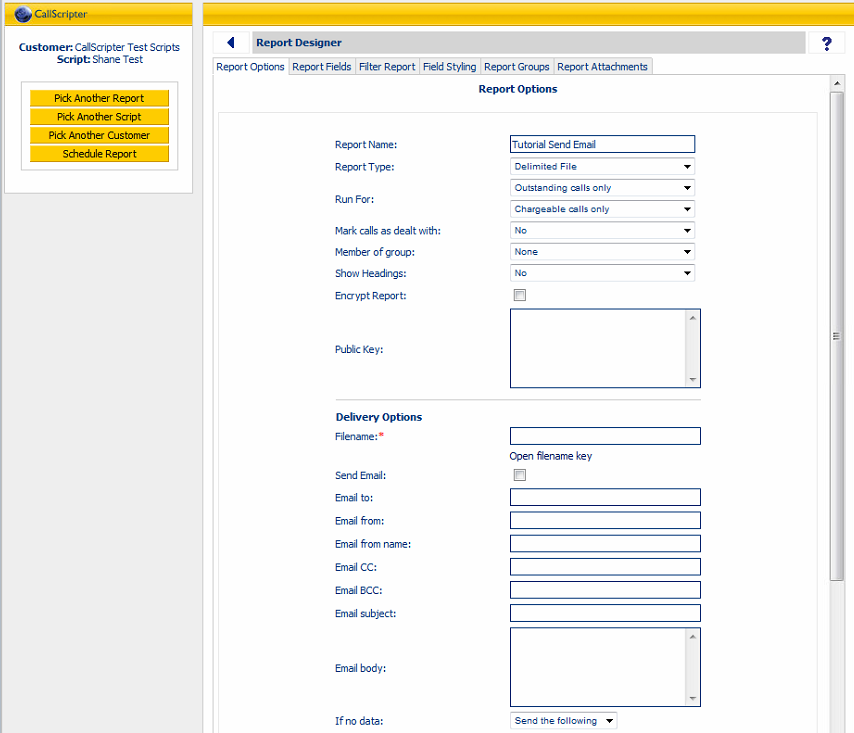 CallScripter
Customer: CallScripter Test Scripts
Script: Shane Test
Pick Another Report
Pick Another Script
Pick Another Customer
Schedule Report
Report Designer
?
Report Options Report Fields Filter Report Field Styling Report Groups Report Attachments
Report Options
Report Name: Tutorial Send Email
Report Type: Delimited File
Run For: Outstanding calls only
Chargeable calls only
Mark calls as dealt with: No
Member of group: None
Show Headings: No
Encrypt Report:
Public Key:
Delivery Options
Filename:*
Open filename key
Send Email:
Email to:
Email from:
Email from name:
Email CC:
Email BCC:
Email subject:
Email body:
If no data: Send the following